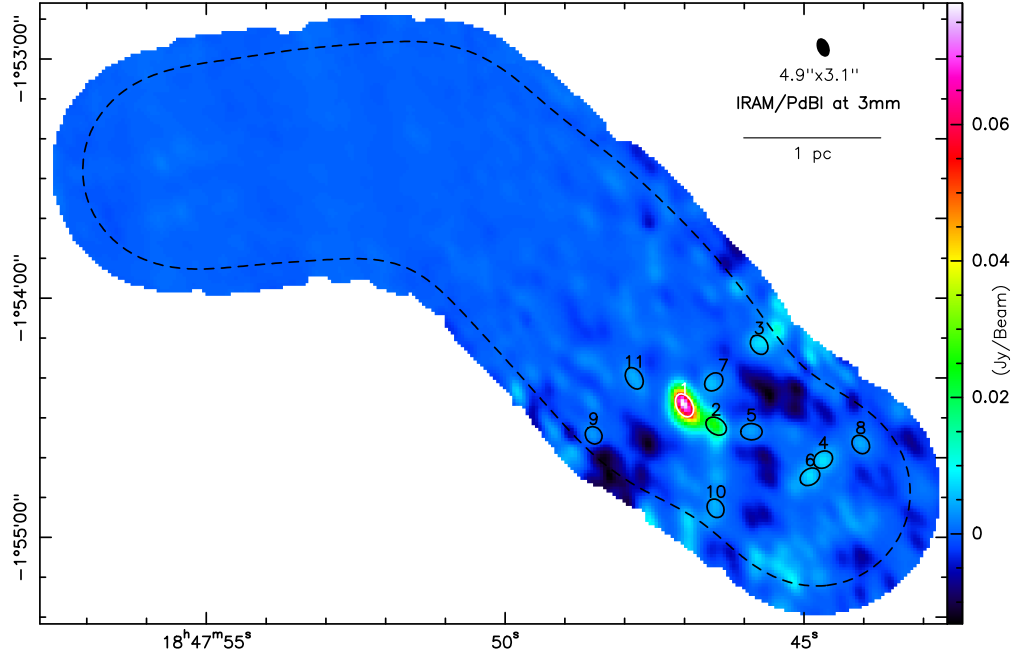 −1°53'00"
4.9"x3.1"
IRAM/PdBI at 3mm
1 pc
0.06
0.04
(Jy/Beam)
−1°54'00"
3
11
7
1
0.02
2
5
9
8
4
6
10
0
−1°55'00"
18ʰ47ᵐ55ˢ
50ˢ
45ˢ